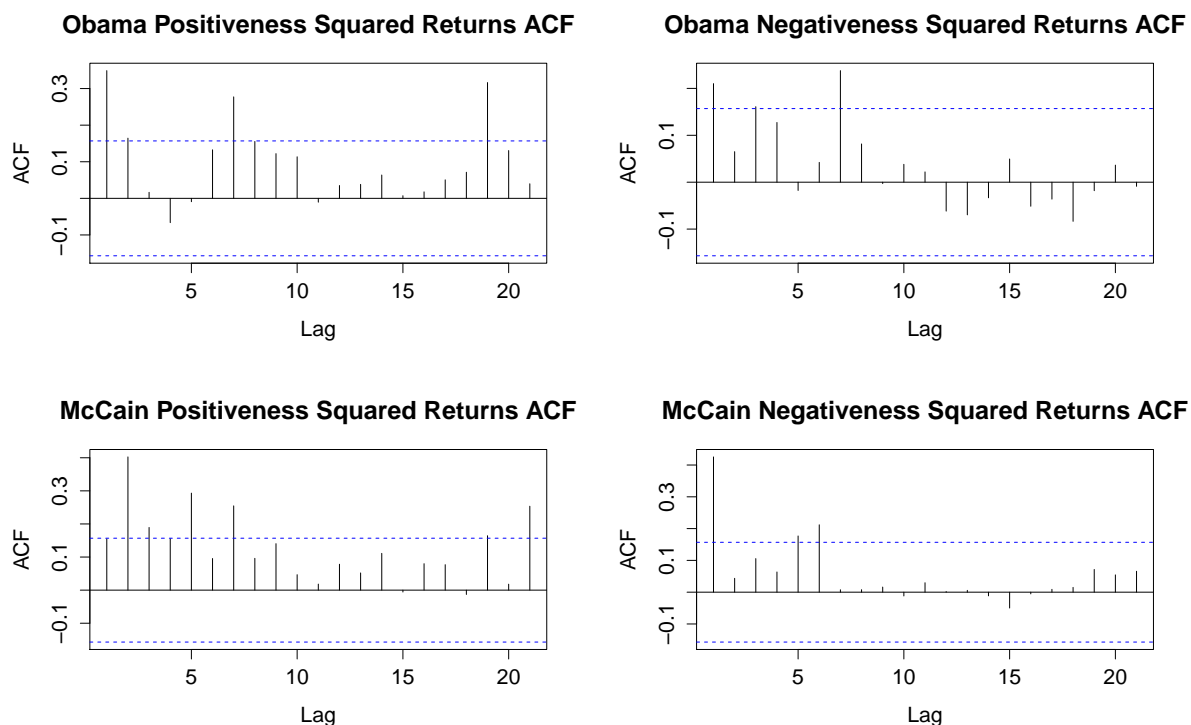 Obama Positiveness Squared Returns ACF
ACF
0.3
0.1
−0.1
5 10 15 20
Lag
Obama Negativeness Squared Returns ACF
ACF
0.1
−0.1
5 10 15 20
Lag
McCain Positiveness Squared Returns ACF
ACF
0.3
0.1
−0.1
5 10 15 20
Lag
McCain Negativeness Squared Returns ACF
ACF
0.3
0.1
−0.1
5 10 15 20
Lag